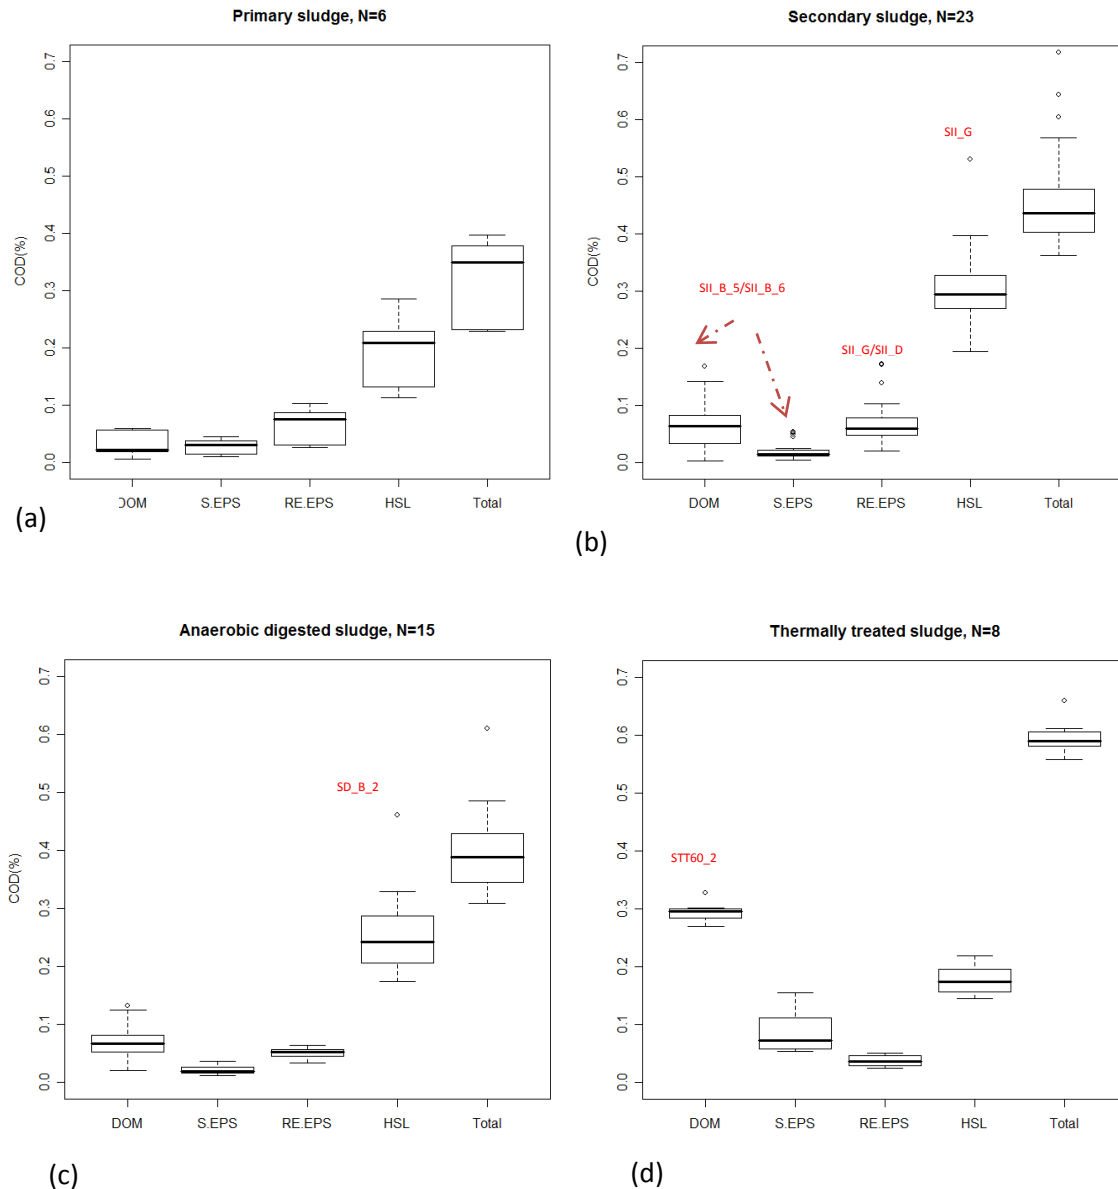 Primary sludge, N=6
COD(%)
0.0 0.1 0.2 0.3 0.4 0.5 0.6 0.7
DOM S.EPS RE.EPS HSL Total
(a)
Secondary sludge, N=23
COD(%)
0.0 0.1 0.2 0.3 0.4 0.5 0.6 0.7
SII_G
SII_B_5/SII_B_6
SII_G/SII_D
DOM S.EPS RE.EPS HSL Total
(b)
Anaerobic digested sludge, N=15
COD(%)
0.0 0.1 0.2 0.3 0.4 0.5 0.6 0.7
SD_B_2
DOM S.EPS RE.EPS HSL Total
(c)
Thermally treated sludge, N=8
0.0 0.1 0.2 0.3 0.4 0.5 0.6 0.7
STT60_2
DOM S.EPS RE.EPS HSL Total
(d)